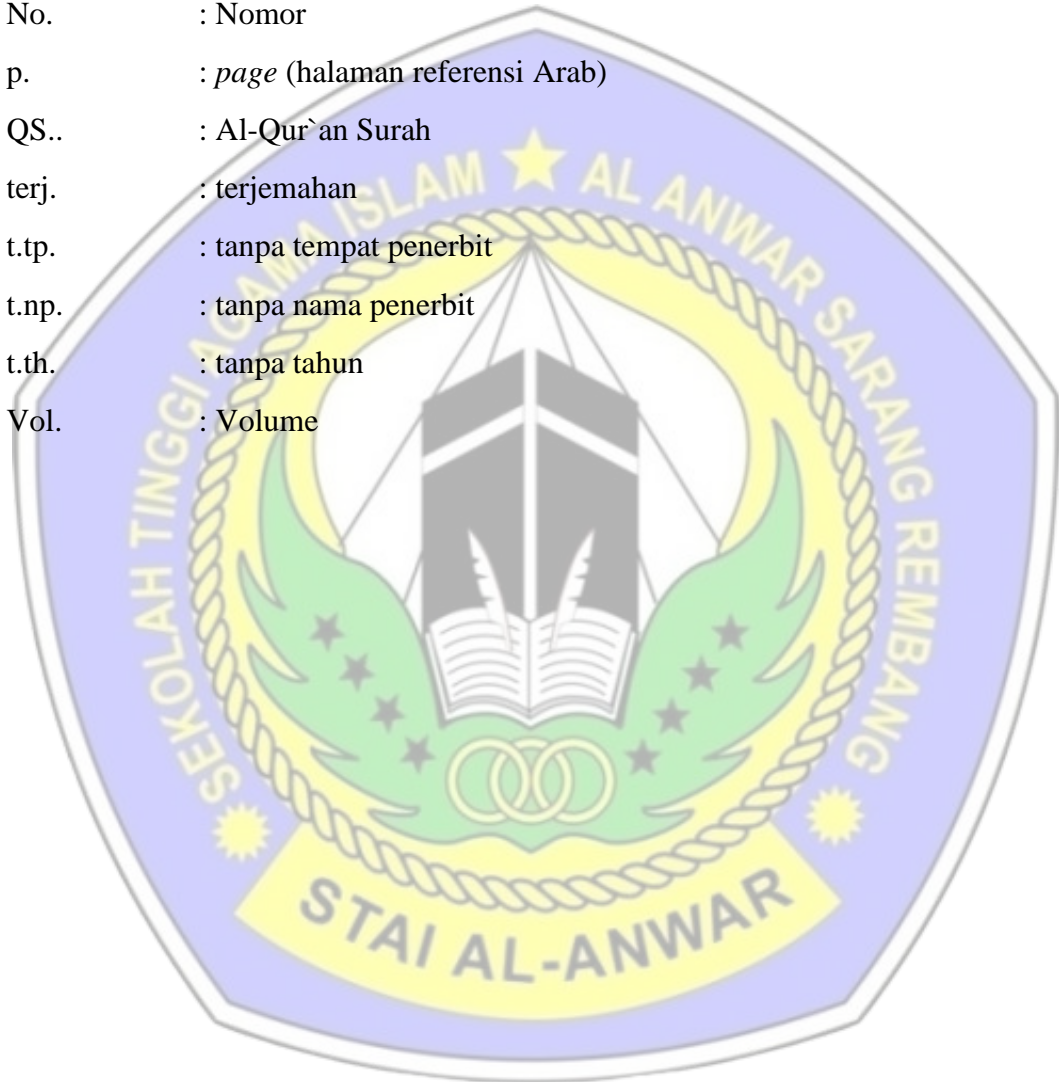 No. : Nomor
p. : page (halaman referensi Arab)
QS.. : Al-Qur`an Surah
terj. : terjemahan
t.tp. : tanpa tempat penerbit
t.np. : tanpa nama penerbit
t.th. : tanpa tahun
Vol. : Volume
SEKOLAH TINGGI AGAMA ISLAM AL ANWAR SARANG REMBANG
STAI AL-ANWAR